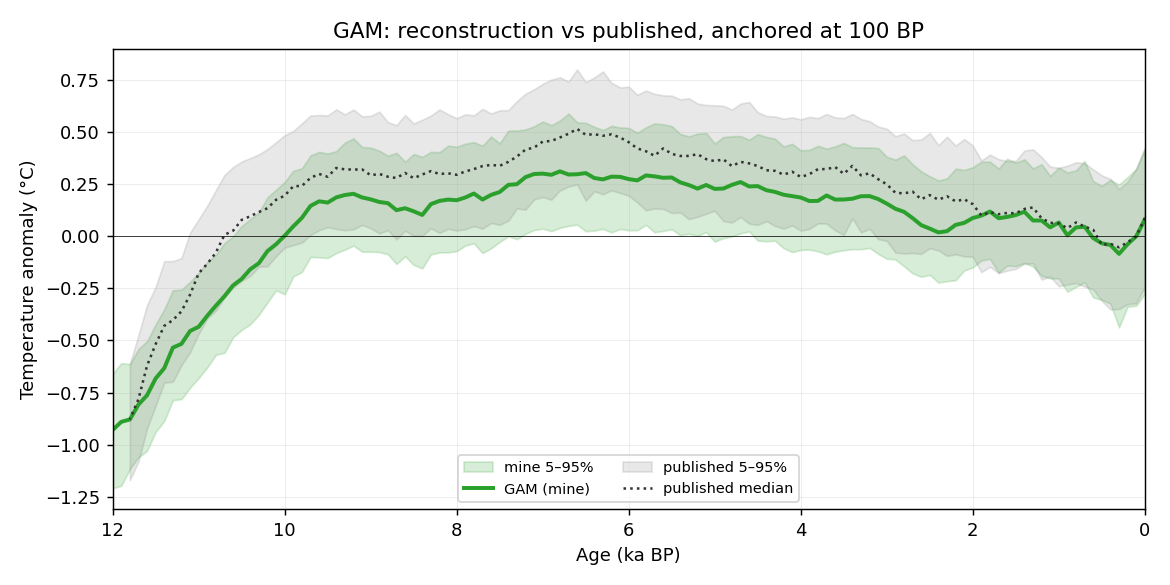 GAM: reconstruction vs published, anchored at 100 BP
Temperature anomaly (°C)
0.75
0.50
0.25
0.00
−0.25
−0.50
−0.75
−1.00
−1.25
mine 5–95%
GAM (mine)
published 5–95%
published median
12
10
8
6
4
2
0
Age (ka BP)